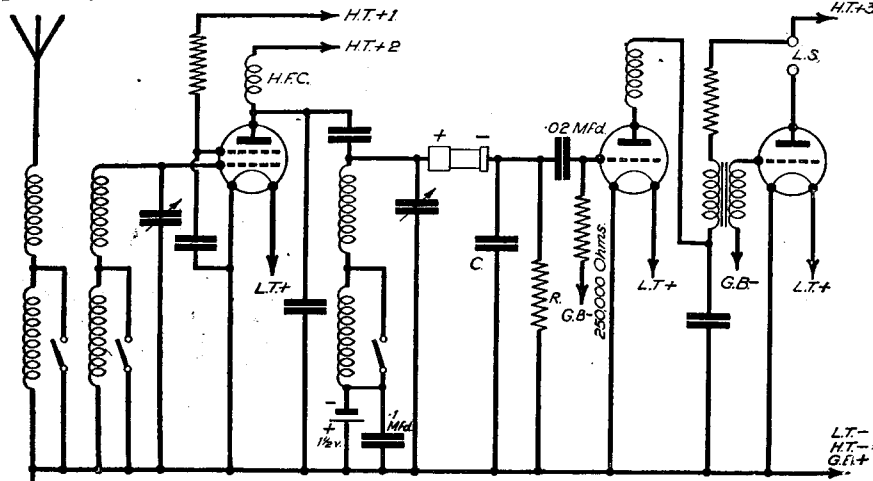 H.T.+1
H.T.+2
H.F.C.
L.T.+
-
+
1½v.
.1
Mfd.
+
-
C.
R.
.02 Mfd.
G.B-
250,000 Ohms.
L.T+
G.B-
H.T.+3
L.S.
L.T.+
L.T.-
H.T.-
G.B.+